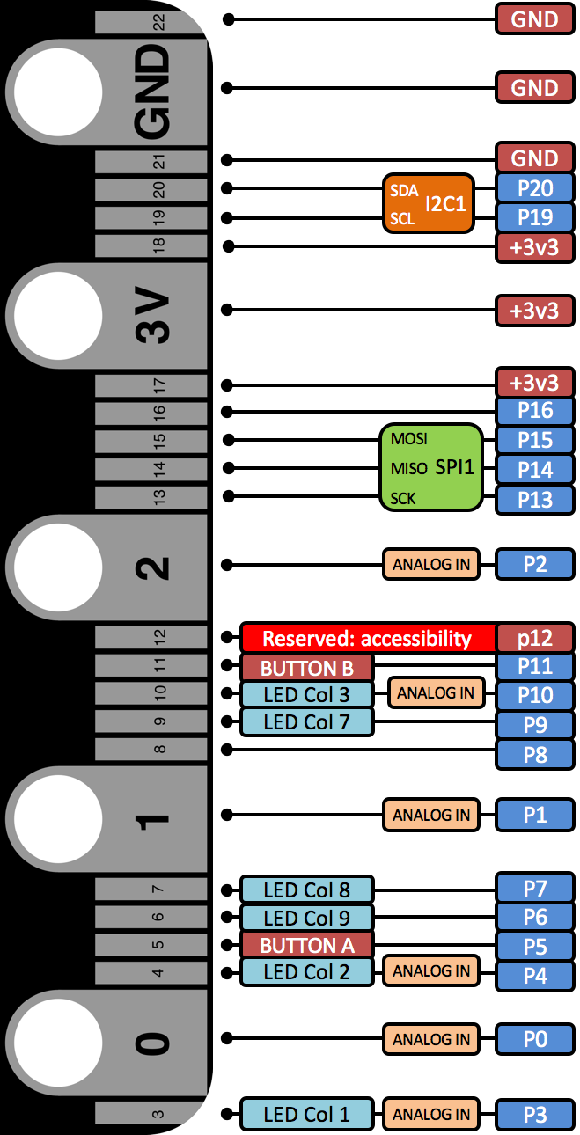 22 GND
GND GND
21 GND
20 SDA I2C1 P20
19 SCL P19
18 +3v3
3V +3v3
17 +3v3
16 P16
15 MOSI P15
14 MISO SPI1 P14
13 SCK P13
2 ANALOG IN P2
12 Reserved: accessibility p12
11 BUTTON B P11
10 LED Col 3 ANALOG IN P10
9 LED Col 7 P9
8 P8
1 ANALOG IN P1
7 LED Col 8 P7
6 LED Col 9 P6
5 BUTTON A P5
4 LED Col 2 ANALOG IN P4
0 ANALOG IN P0
3 LED Col 1 ANALOG IN P3